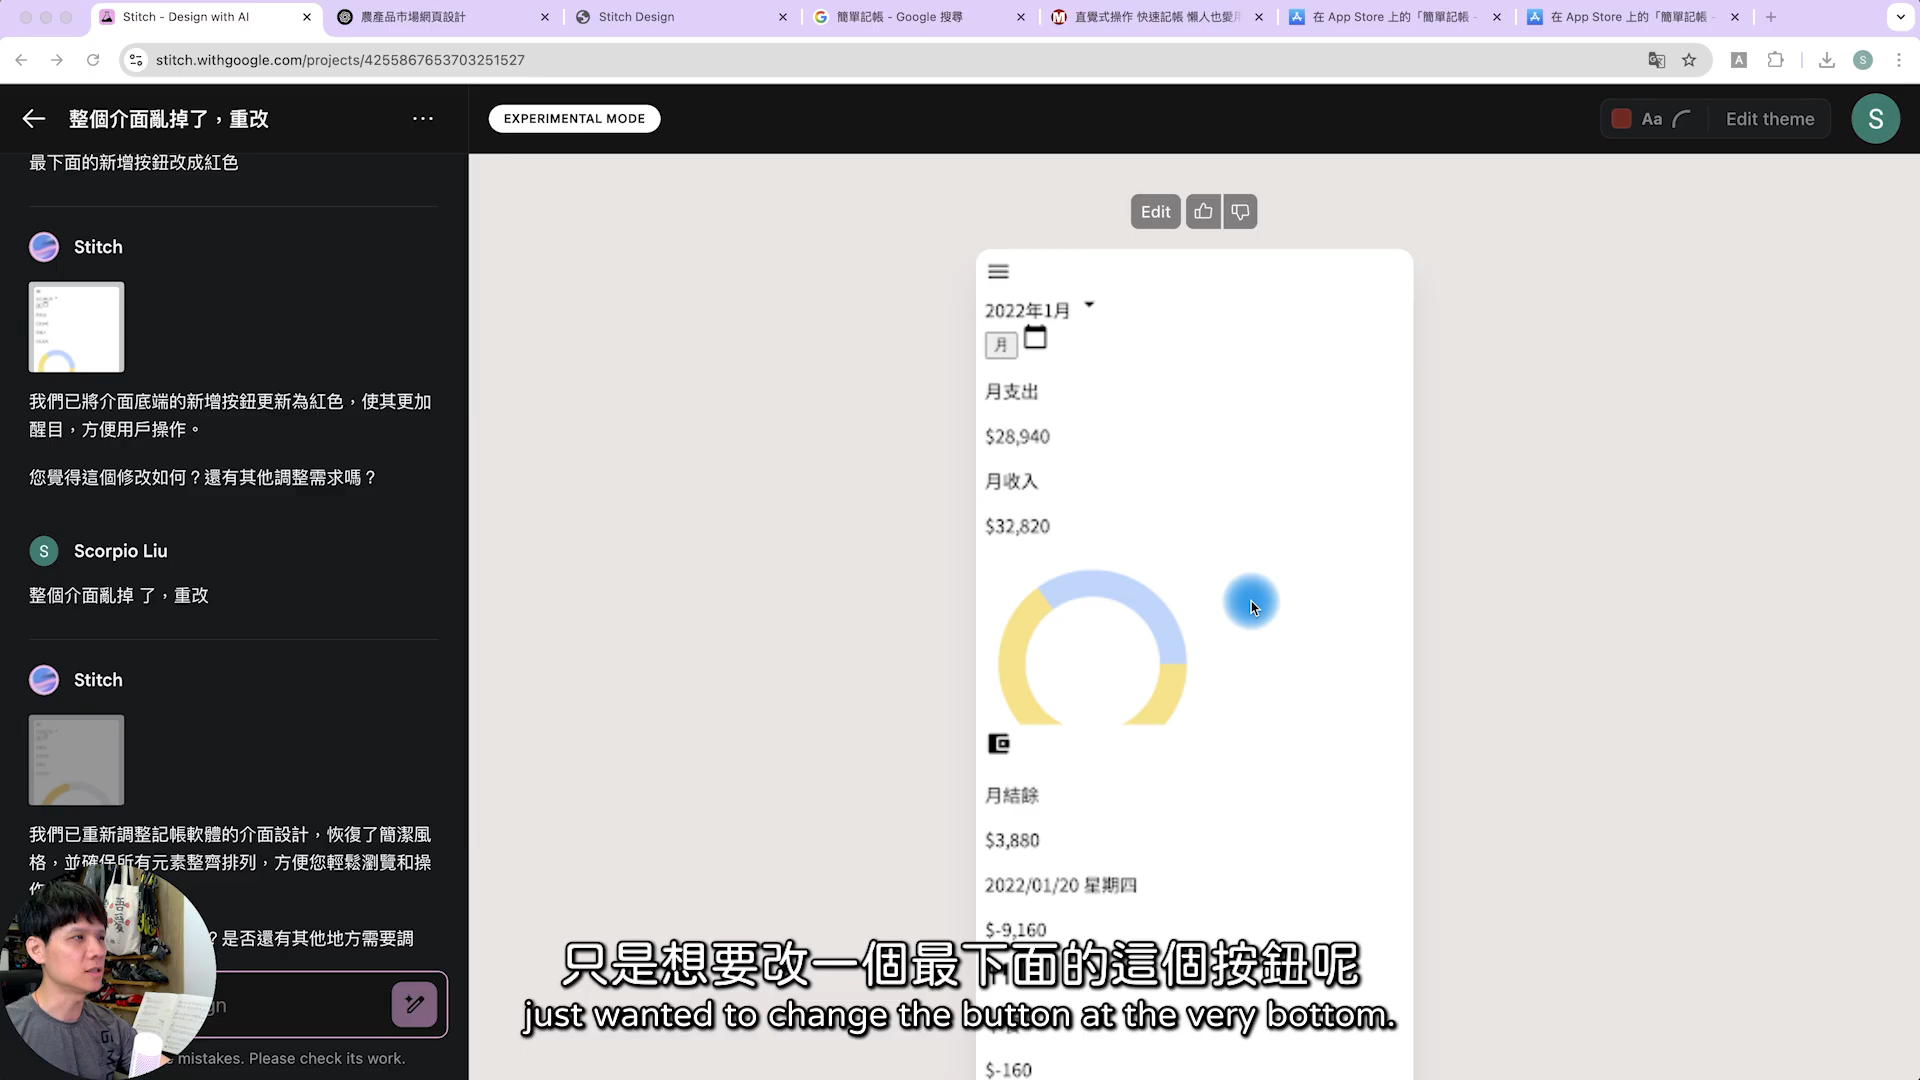 Stitch - Design with AI
農產品市場網頁設計
Stitch Design
簡單記帳 - Google 搜尋
直覺式操作 快速記帳 懶人也愛用
在 App Store 上的「簡單記帳 -
在 App Store 上的「簡單記帳 -
stitch.withgoogle.com/projects/4255867653703251527
A
S
整個介面亂掉了，重改
EXPERIMENTAL MODE
Aa
Edit theme
S
最下面的新增按鈕改成紅色
Stitch
我們已將介面底端的新增按鈕更新為紅色，使其更加
醒目，方便用戶操作。
您覺得這個修改如何？還有其他調整需求嗎？
S
Scorpio Liu
整個介面亂掉 了，重改
Stitch
我們已重新調整記帳軟體的介面設計，恢復了簡潔風
格，並確保所有元素整齊排列，方便您輕鬆瀏覽和操
？是否還有其他地方需要調
mistakes. Please check its work.
Edit
2022年1月
月
月支出
$28,940
月收入
$32,820
月結餘
$3,880
2022/01/20 星期四
$-9,160
$-160
只是想要改一個最下面的這個按鈕呢
just wanted to change the button at the very bottom.